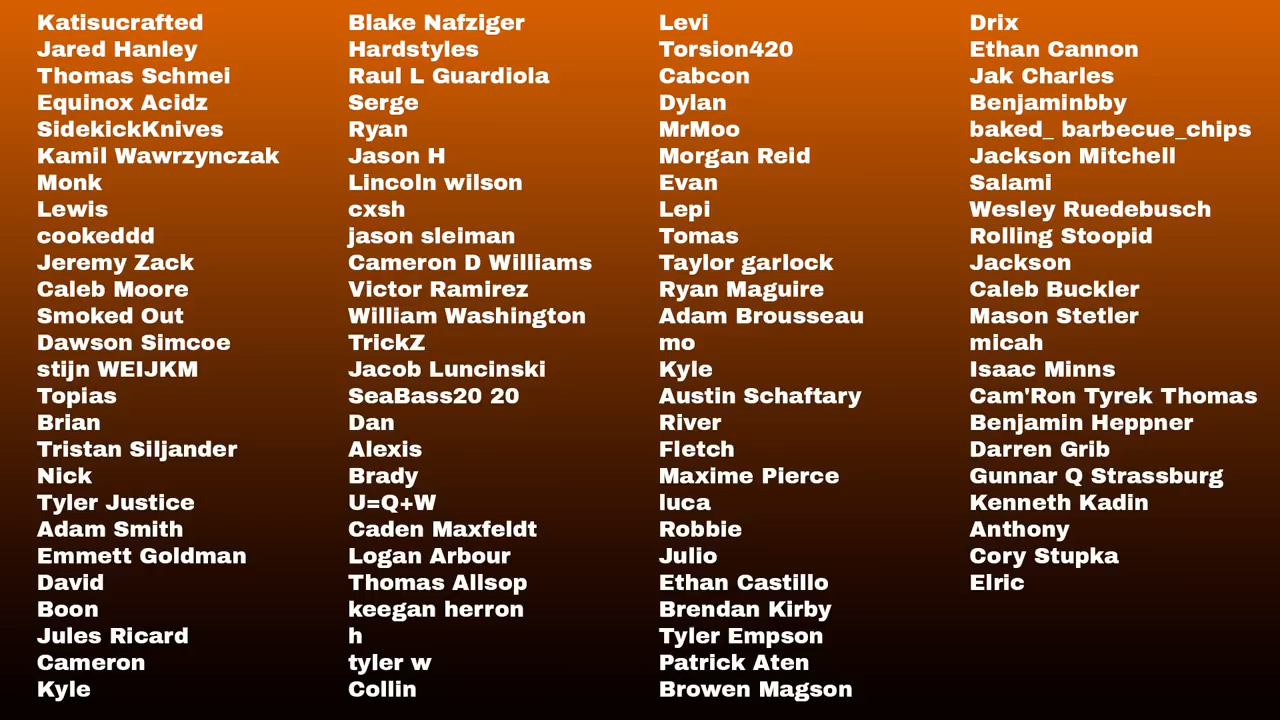 Katisucrafted
Jared Hanley
Thomas Schmei
Equinox Acidz
SidekickKnives
Kamil Wawrzynczak
Monk
Lewis
cookeddd
Jeremy Zack
Caleb Moore
Smoked Out
Dawson Simcoe
stijn WEIJKM
Topias
Brian
Tristan Siljander
Nick
Tyler Justice
Adam Smith
Emmett Goldman
David
Boon
Jules Ricard
Cameron
Kyle
Blake Nafziger
Hardstyles
Raul L Guardiola
Serge
Ryan
Jason H
Lincoln wilson
cxsh
jason sleiman
Cameron D Williams
Victor Ramirez
William Washington
TrickZ
Jacob Luncinski
SeaBass20 20
Dan
Alexis
Brady
U=Q+W
Caden Maxfeldt
Logan Arbour
Thomas Allsop
keegan herron
h
tyler w
Collin
Levi
Torsion420
Cabcon
Dylan
MrMoo
Morgan Reid
Evan
Lepi
Tomas
Taylor garlock
Ryan Maguire
Adam Brousseau
mo
Kyle
Austin Schaftary
River
Fletch
Maxime Pierce
luca
Robbie
Julio
Ethan Castillo
Brendan Kirby
Tyler Empson
Patrick Aten
Browen Magson
Drix
Ethan Cannon
Jak Charles
Benjaminbby
baked_ barbecue_chips
Jackson Mitchell
Salami
Wesley Ruedebusch
Rolling Stoopid
Jackson
Caleb Buckler
Mason Stetler
micah
Isaac Minns
Cam'Ron Tyrek Thomas
Benjamin Heppner
Darren Grib
Gunnar Q Strassburg
Kenneth Kadin
Anthony
Cory Stupka
Elric